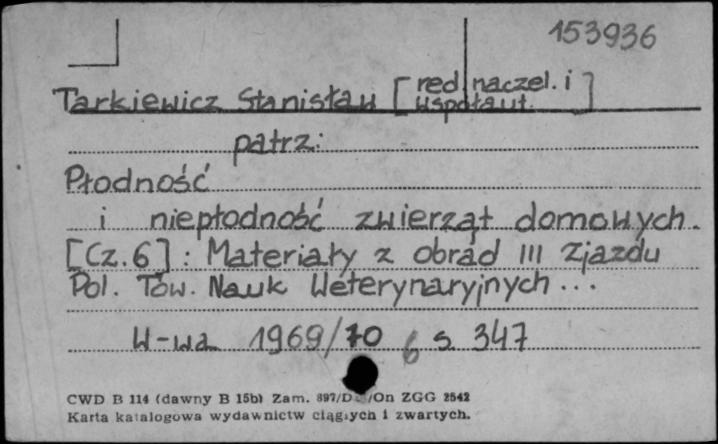 153936
Tarkiewicz Stanisław [red. naczel. i współaut.]
patrz:
Płodność
i niepłodność zwierząt domowych.
[Cz. 6] : Materiały z obrad III Zjazdu
Pol. Tow. Nauk Weterynaryjnych...
W-wa 1969/70 6 s. 347
CWD B 114 (dawny B 15b) Zam. 897/D /On ZGG 2542
Karta katalogowa wydawnictw ciągłych i zwartych.